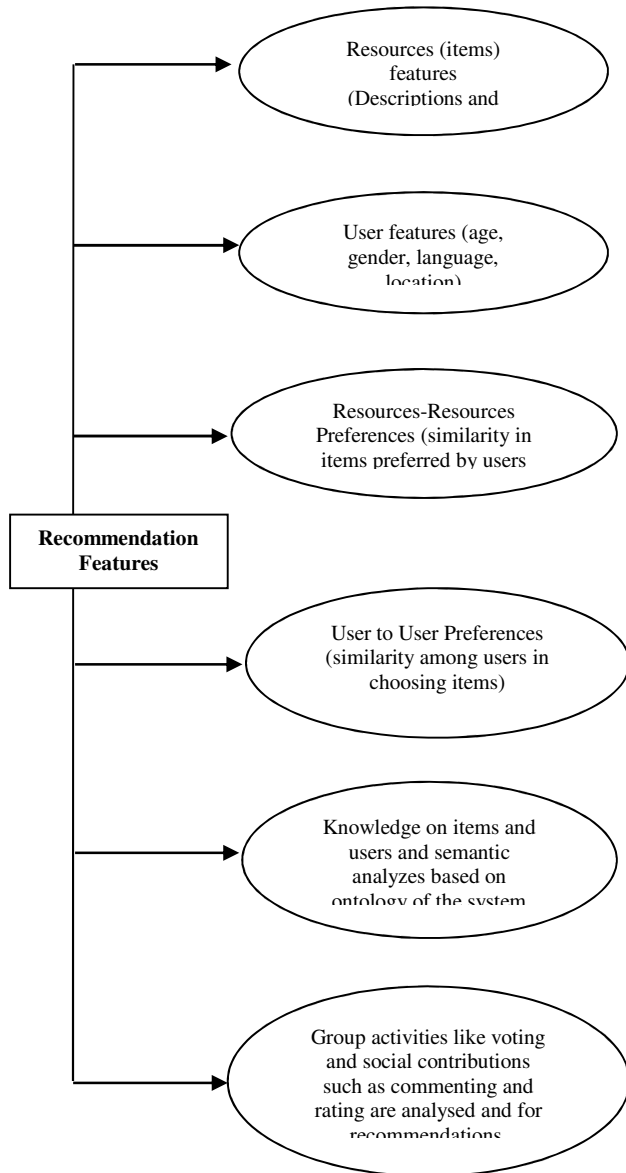 Resources (items)
features
(Descriptions and
User features (age,
gender, language,
location)
Resources-Resources
Preferences (similarity in
items preferred by users
Recommendation
Features
User to User Preferences
(similarity among users in
choosing items)
Knowledge on items and
users and semantic
analyzes based on
ontology of the system
Group activities like voting
and social contributions
such as commenting and
rating are analysed and for
recommendations